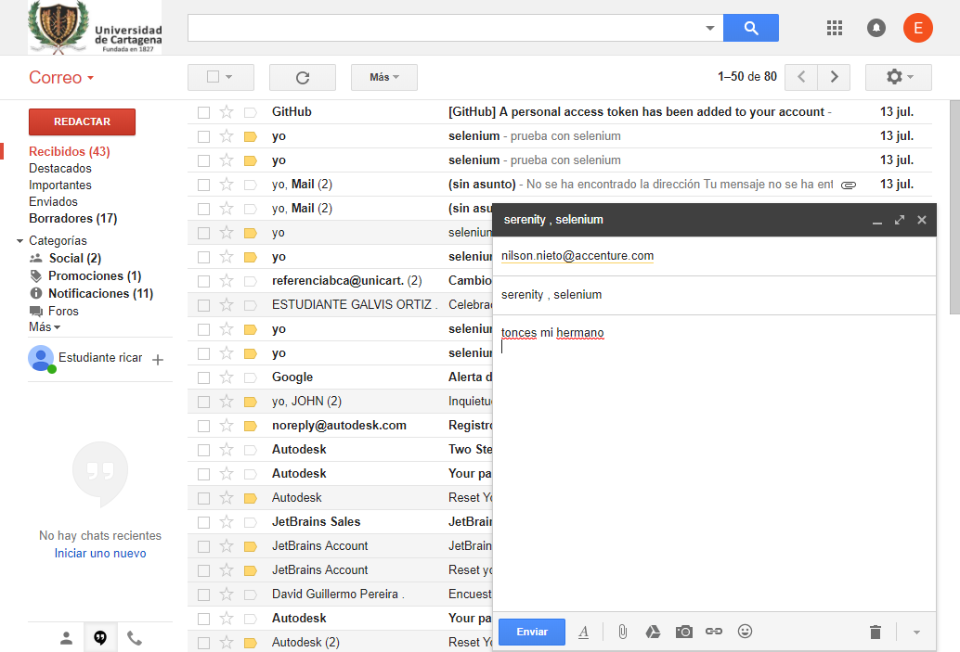 Universidad
de Cartagena
Fundada en 1827
E
Correo
Más
1–50 de 80
REDACTAR
Recibidos (43)
Destacados
Importantes
Enviados
Borradores (17)
Categorías
Social (2)
Promociones (1)
Notificaciones (11)
Foros
Más
Estudiante ricar
No hay chats recientes
Iniciar uno nuevo
GitHub [GitHub] A personal access token has been added to your account - 13 jul.
yo selenium - prueba con selenium 13 jul.
yo selenium - prueba con selenium 13 jul.
yo, Mail (2) (sin asunto) - No se ha encontrado la dirección Tu mensaje no se ha ent 13 jul.
yo, Mail (2) (sin asu
yo selenium
yo seleniu
referenciabca@unicart. (2) Cambio
ESTUDIANTE GALVIS ORTIZ . Celebrac
yo seleniu
yo seleniu
Google Alerta d
yo, JOHN (2) Inquietud
noreply@autodesk.com Registro
Autodesk Two Ste
Autodesk Your pa
Autodesk Reset Yo
JetBrains Sales JetBrain
JetBrains Account JetBrains
JetBrains Account Reset yo
David Guillermo Pereira . Encuest
Autodesk Your pa
Autodesk (2) Reset Yo
serenity , selenium
nilson.nieto@accenture.com
serenity , selenium
tonces mi hermano
Enviar
A